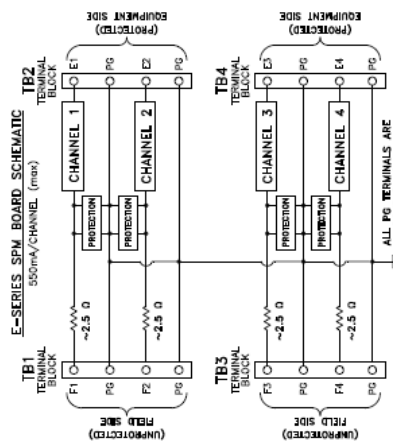 E-SERIES SPM BOARD SCHEMATIC
550mA/CHANNEL (max)
TB1
TERMINAL
BLOCK
TB2
TERMINAL
BLOCK
(UNPROTECTED)
FIELD SIDE
(PROTECTED)
EQUIPMENT SIDE
F1
~2.5 Ω
CHANNEL 1
E1
PG
PROTECTION
PG
PROTECTION
F2
~2.5 Ω
CHANNEL 2
E2
PG
PG
TB3
TERMINAL
BLOCK
TB4
TERMINAL
BLOCK
(UNPROTECTED)
FIELD SIDE
(PROTECTED)
EQUIPMENT SIDE
F3
~2.5 Ω
CHANNEL 3
E3
PG
PROTECTION
PG
PROTECTION
F4
~2.5 Ω
CHANNEL 4
E4
PG
PG
ALL PG TERMINALS ARE